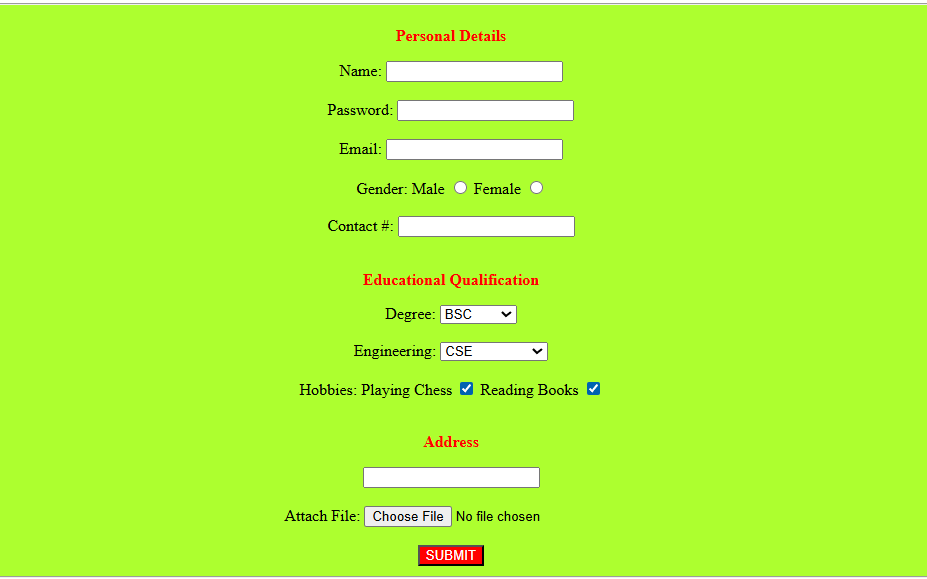 Personal Details
Name:
Password:
Email:
Gender: Male Female
Contact #:
Educational Qualification
Degree: BSC
Engineering: CSE
Hobbies: Playing Chess Reading Books
Address
Attach File: Choose File No file chosen
SUBMIT